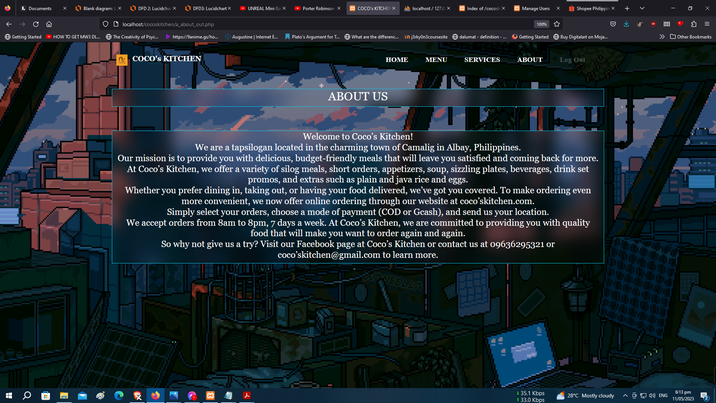 Documents
Blank diagram: 
DFD 2: Lucidchart
DFD3: Lucidchart
UNREAL Mini-Ex
Porter Robinson
COCO's KITCHEN
localhost / 127.0
Index of /cocosk
Manage Users
Shopee Philippi
localhost/cocoskitchen/a_about_out.php
100%
Getting Started
HOW TO GET WHAT
The Creativity of Psyc
https://9anime.gs/ho
Augustine | Internet E
Plato's Argument for T
What are the differenc
dalumat - definition -
Getting Started
Buy Digitalart on Moja
Other Bookmarks
COCO's KITCHEN
HOME
MENU
SERVICES
ABOUT
Log Out
ABOUT US
Welcome to Coco's Kitchen!
We are a tapsilogan located in the charming town of Camalig in Albay, Philippines.
Our mission is to provide you with delicious, budget-friendly meals that will leave you satisfied and coming back for more.
At Coco's Kitchen, we offer a variety of silog meals, short orders, appetizers, soup, sizzling plates, beverages, drink set
promos, and extras such as plain and java rice and eggs.
Whether you prefer dining in, taking out, or having your food delivered, we've got you covered. To make ordering even
more convenient, we now offer online ordering through our website at coco'skitchen.com.
Simply select your orders, choose a mode of payment (COD or Gcash), and send us your location.
We accept orders from 8am to 8pm, 7 days a week. At Coco's Kitchen, we are committed to providing you with quality
food that will make you want to order again and again.
So why not give us a try? Visit our Facebook page at Coco's Kitchen or contact us at 09636295321 or
coco'skitchen@gmail.com to learn more.
35.1 Kbps
33.0 Kbps
28°C Mostly cloudy
ENG
6:13 pm
11/05/2023